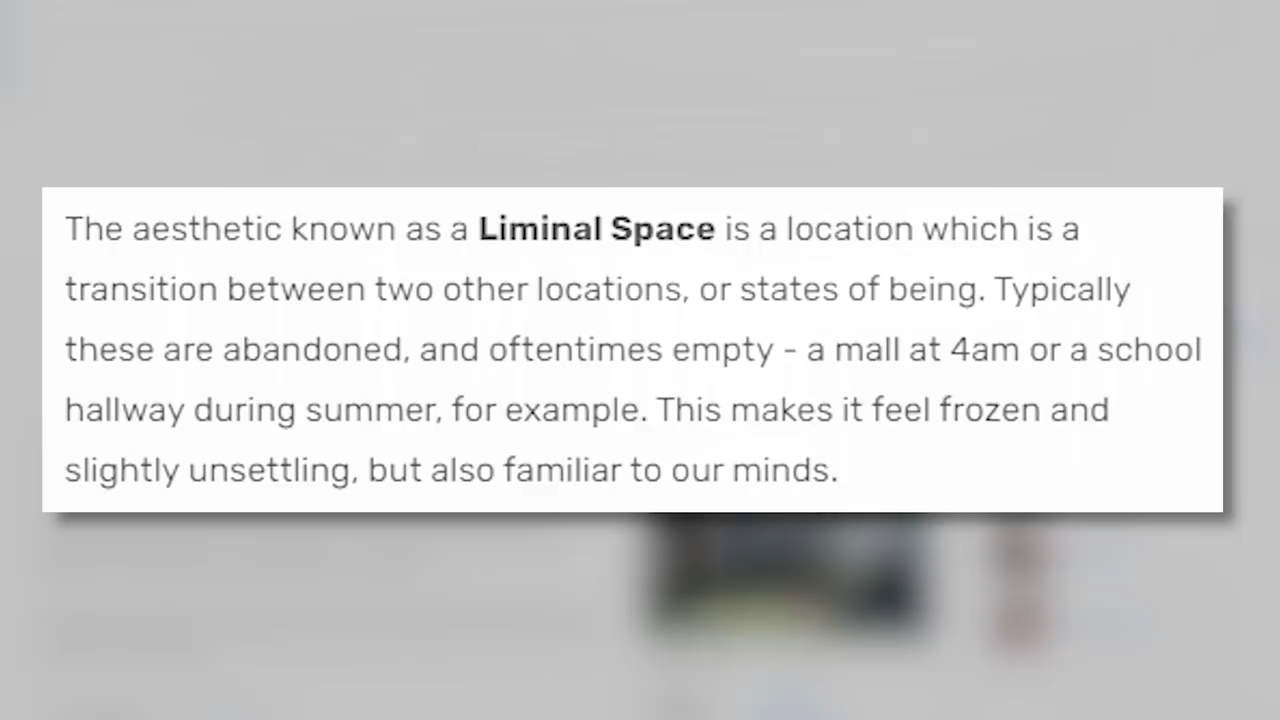 The aesthetic known as a Liminal Space is a location which is a
transition between two other locations, or states of being. Typically
these are abandoned, and oftentimes empty - a mall at 4am or a school
hallway during summer, for example. This makes it feel frozen and
slightly unsettling, but also familiar to our minds.